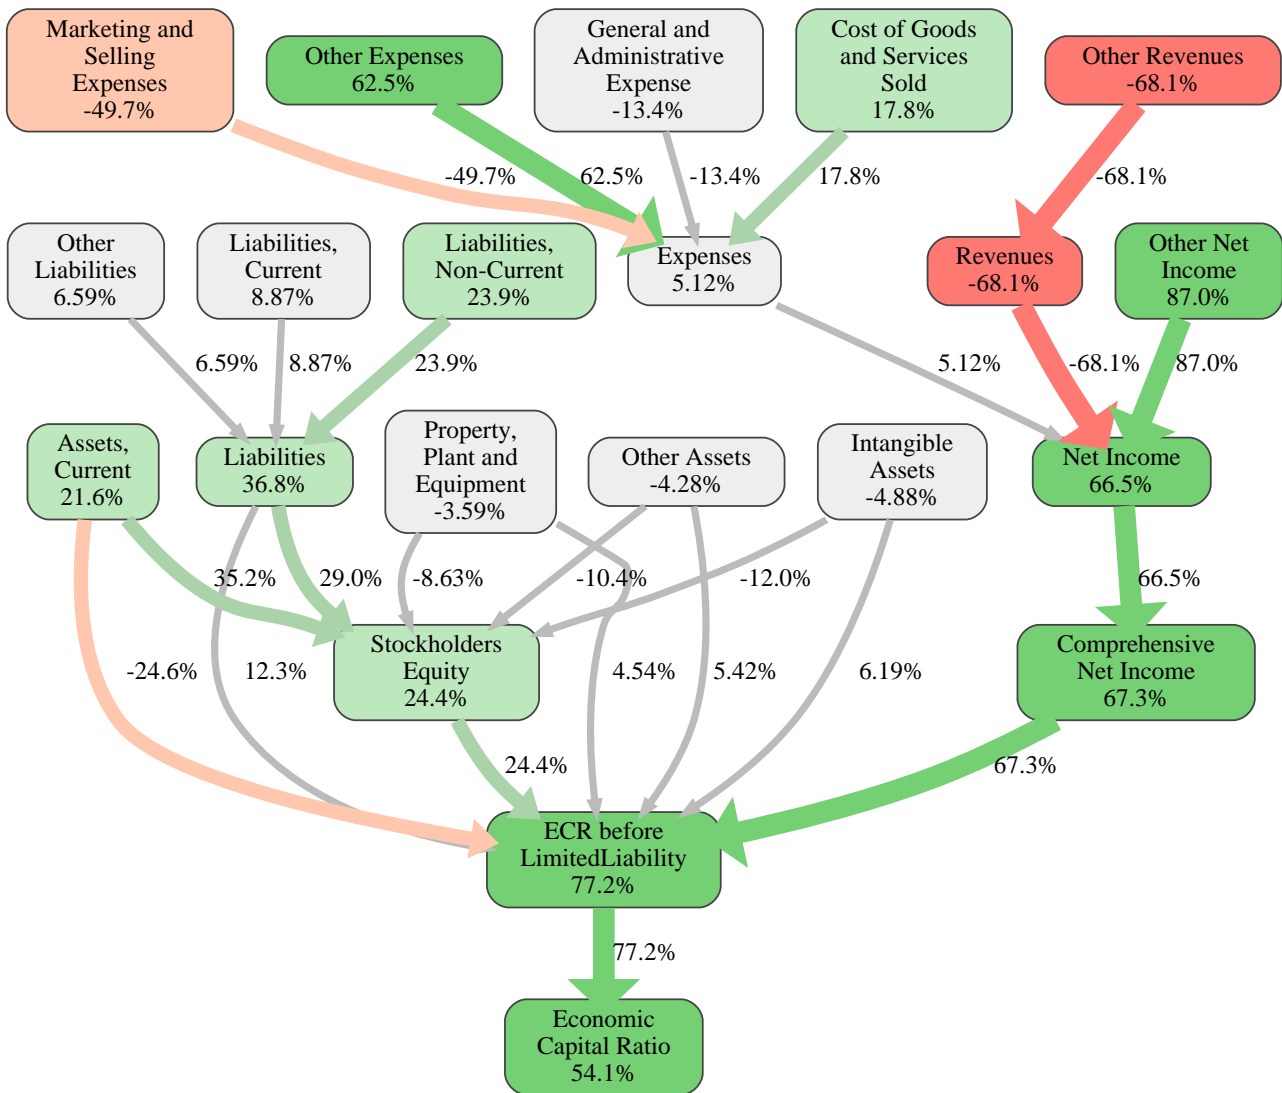 Marketing and
Selling
Expenses
-49.7%
Other Expenses
62.5%
General and
Administrative
Expense
-13.4%
Cost of Goods
and Services
Sold
17.8%
Other Revenues
-68.1%
-49.7%
62.5%
-13.4%
17.8%
-68.1%
Other
Liabilities
6.59%
Liabilities,
Current
8.87%
Liabilities,
Non-Current
23.9%
Expenses
5.12%
Revenues
-68.1%
Other Net
Income
87.0%
6.59%
8.87%
23.9%
5.12%
-68.1%
87.0%
Assets,
Current
21.6%
Liabilities
36.8%
Property,
Plant and
Equipment
-3.59%
Other Assets
-4.28%
Intangible
Assets
-4.88%
Net Income
66.5%
35.2%
29.0%
-8.63%
-10.4%
-12.0%
66.5%
Stockholders
Equity
24.4%
Comprehensive
Net Income
67.3%
-24.6%
12.3%
4.54%
5.42%
6.19%
24.4%
67.3%
ECR before
LimitedLiability
77.2%
77.2%
Economic
Capital Ratio
54.1%